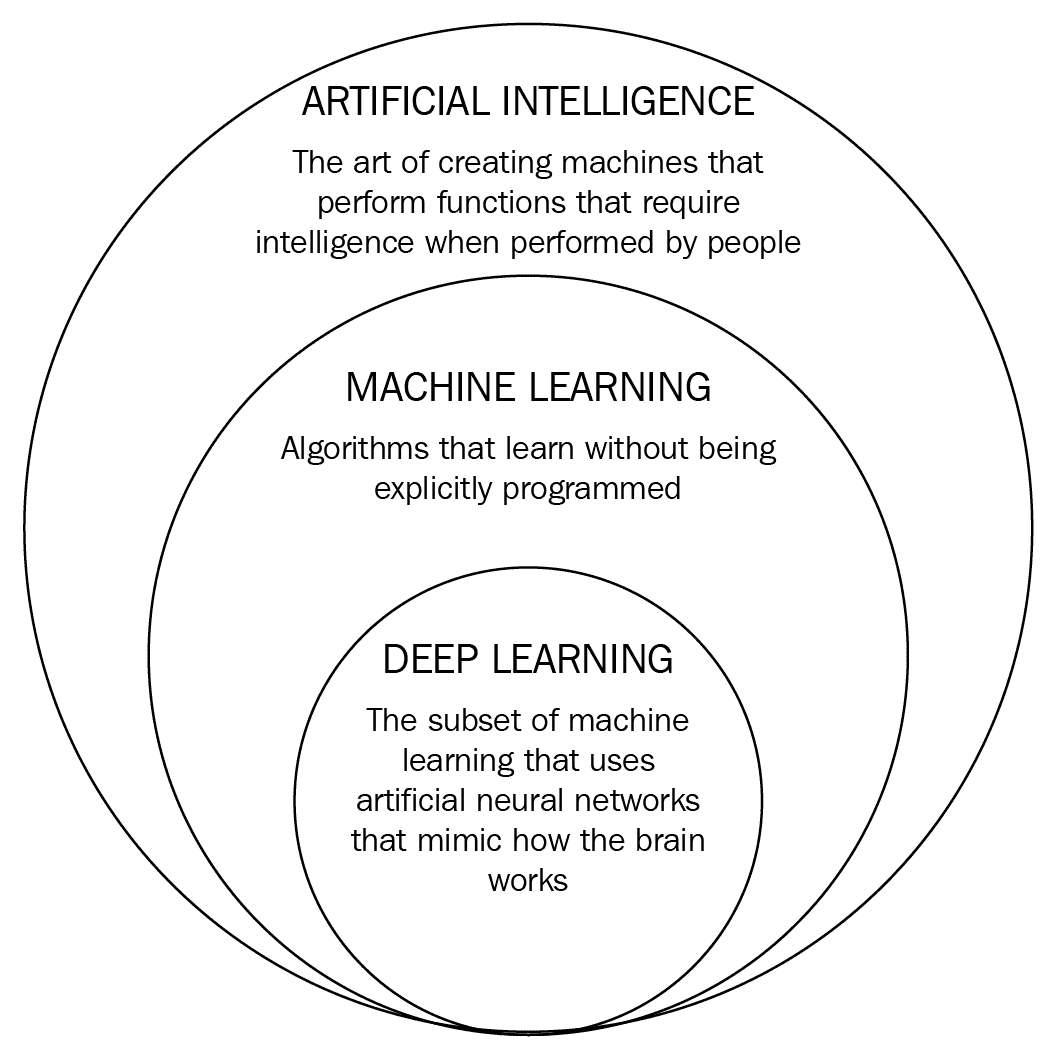 ARTIFICIAL INTELLIGENCE
The art of creating machines that
perform functions that require
intelligence when performed by people
MACHINE LEARNING
Algorithms that learn without being
explicitly programmed
DEEP LEARNING
The subset of machine
learning that uses
artificial neural networks
that mimic how the brain
works